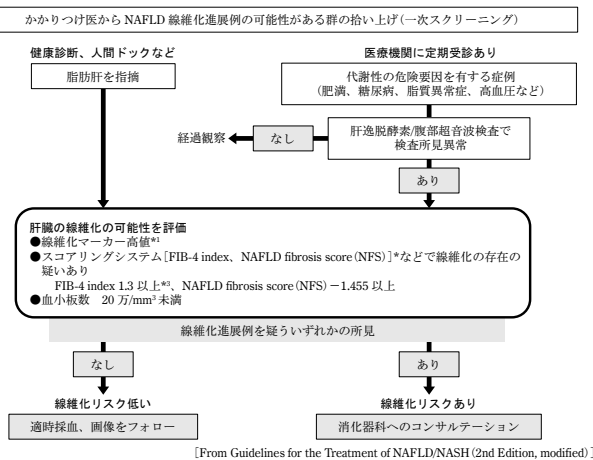 かかりつけ医から NAFLD 線維化進展例の可能性がある群の拾い上げ（一次スクリーニング）
健康診断、人間ドックなど
医療機関に定期受診あり
脂肪肝を指摘
代謝性の危険要因を有する症例
（肥満、糖尿病、脂質異常症、高血圧など）
経過観察
なし
肝逸脱酵素/腹部超音波検査で
検査所見異常
あり
肝臓の線維化の可能性を評価
●線維化マーカー高値*¹
●スコアリングシステム［FIB-4 index、NAFLD fibrosis score（NFS）］*などで線維化の存在の
疑いあり
FIB-4 index 1.3 以上*³、NAFLD fibrosis score（NFS）－1.455 以上
●血小板数　20 万/mm³ 未満
線維化進展例を疑ういずれかの所見
なし
あり
線維化リスク低い
線維化リスクあり
適時採血、画像をフォロー
消化器科へのコンサルテーション
［From Guidelines for the Treatment of NAFLD/NASH (2nd Edition, modified)］